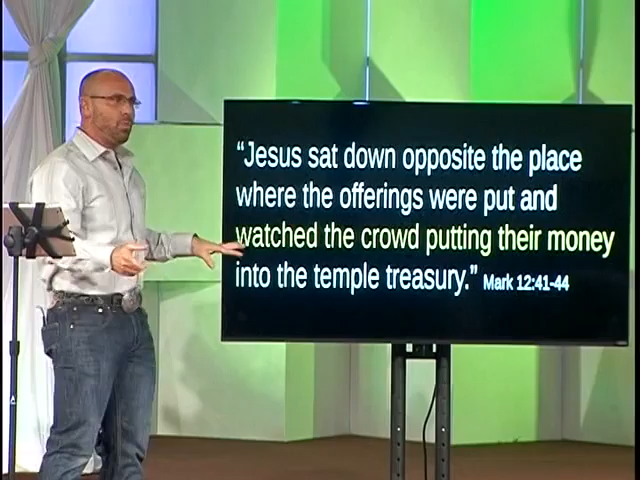 “Jesus sat down opposite the place
where the offerings were put and
watched the crowd putting their money
into the temple treasury.” Mark 12:41-44